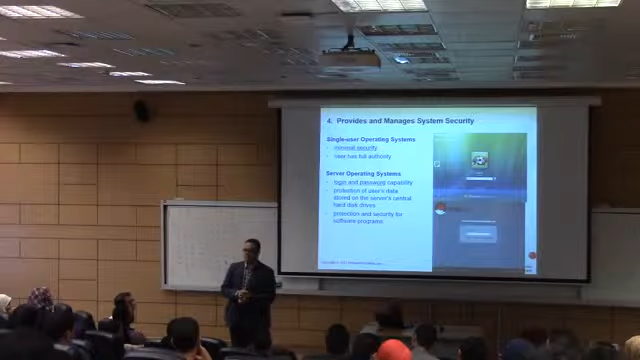 4. Provides and Manages System Security
Single-user Operating Systems
- minimal security
- user has full authority
Server Operating Systems
- login and password capability
- protection of user's data
stored on the server's central
hard disk drives
- protection and security for
software programs.